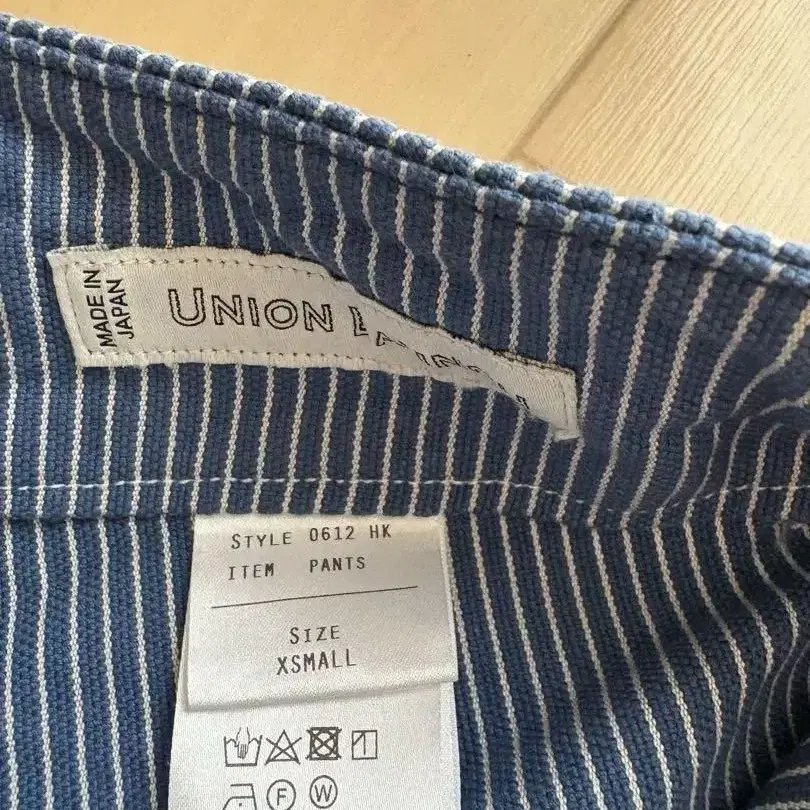 MADE IN
JAPAN
UNION
STYLE 0612 HK
ITEM PANTS
SIZE
XSMALL
F
W